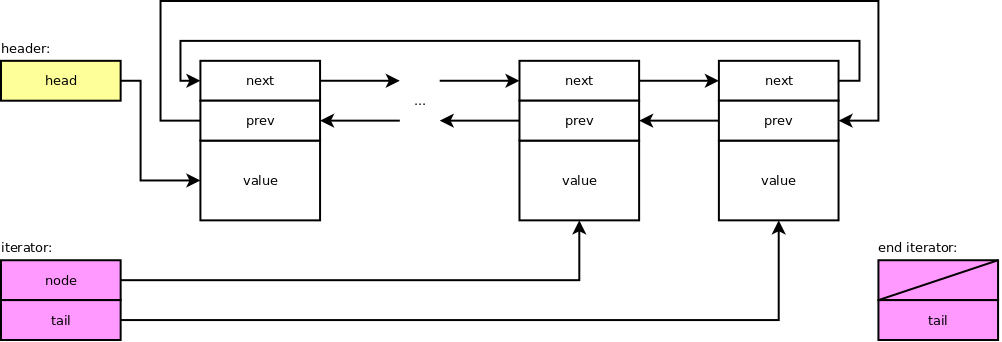 header:
head
next
next
next
...
prev
prev
prev
value
value
value
iterator:
end iterator:
node
tail
tail